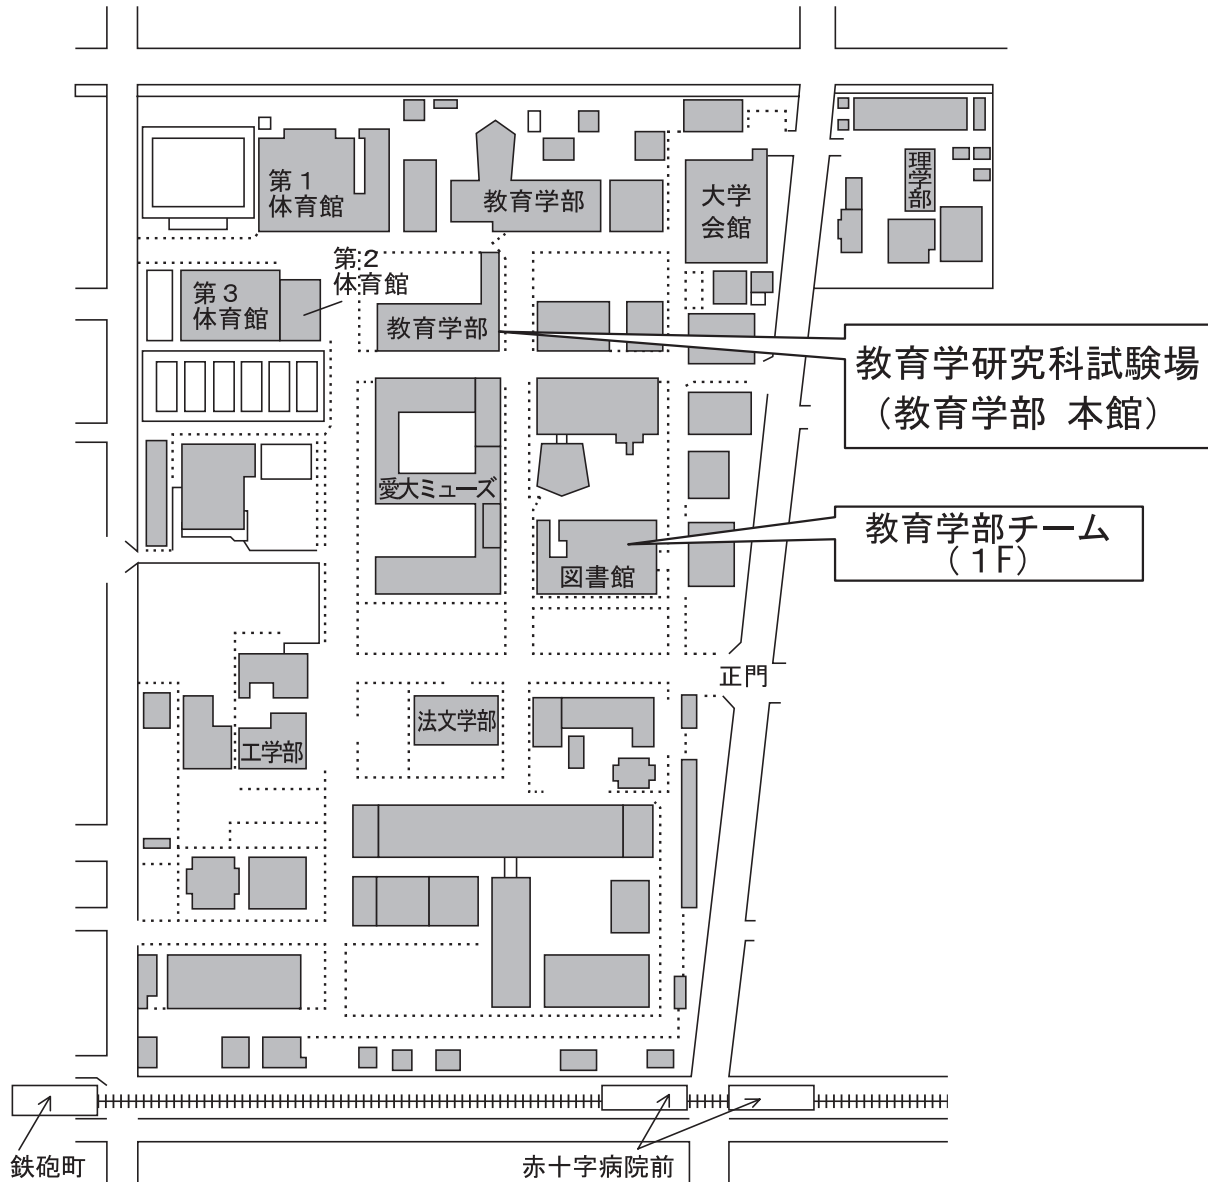 第１
体育館
教育学部
大学
会館
理学部
第２
体育館
第３
体育館
教育学部
教育学研究科試験場
（教育学部 本館）
愛大ミューズ
教育学部チーム
（１F）
図書館
正門
法文学部
工学部
鉄砲町
赤十字病院前